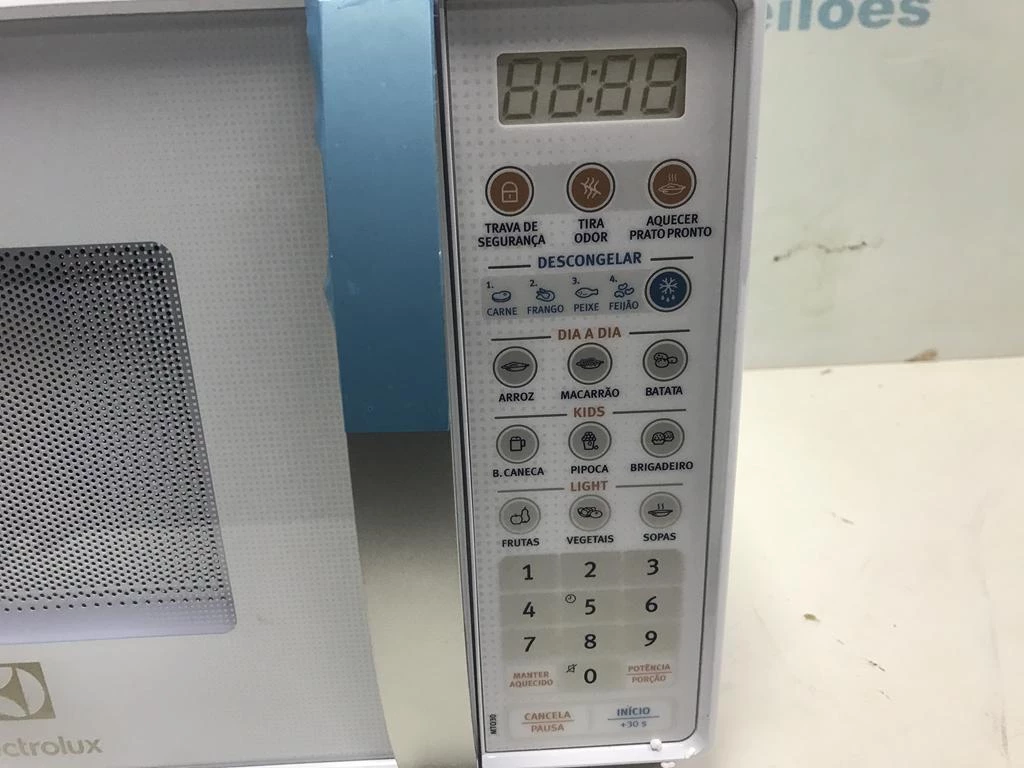 88:88
TRAVA DE
SEGURANÇA
TIRA
ODOR
AQUECER
PRATO PRONTO
DESCONGELAR
1. 2. 3. 4.
CARNE FRANGO PEIXE FEIJÃO
DIA A DIA
ARROZ MACARRÃO BATATA
KIDS
B. CANECA PIPOCA BRIGADEIRO
LIGHT
FRUTAS VEGETAIS SOPAS
1 2 3
4 5 6
7 8 9
MANTER
AQUECIDO
0
POTÊNCIA
PORÇÃO
CANCELA
PAUSA
INÍCIO
+30 s
MTO30